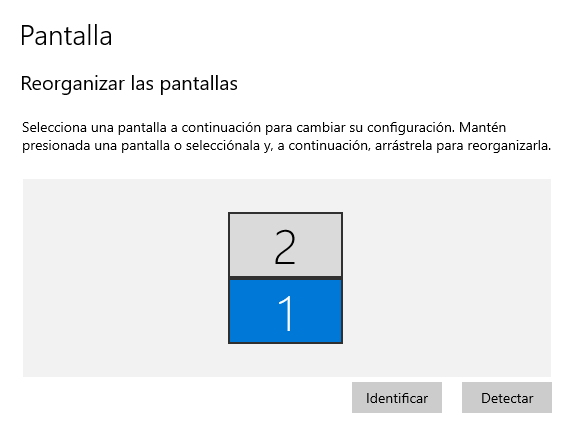 Pantalla
Reorganizar las pantallas
Selecciona una pantalla a continuación para cambiar su configuración. Mantén
presionada una pantalla o selecciónala y, a continuación, arrástrela para reorganizarla.
2
1
Identificar
Detectar